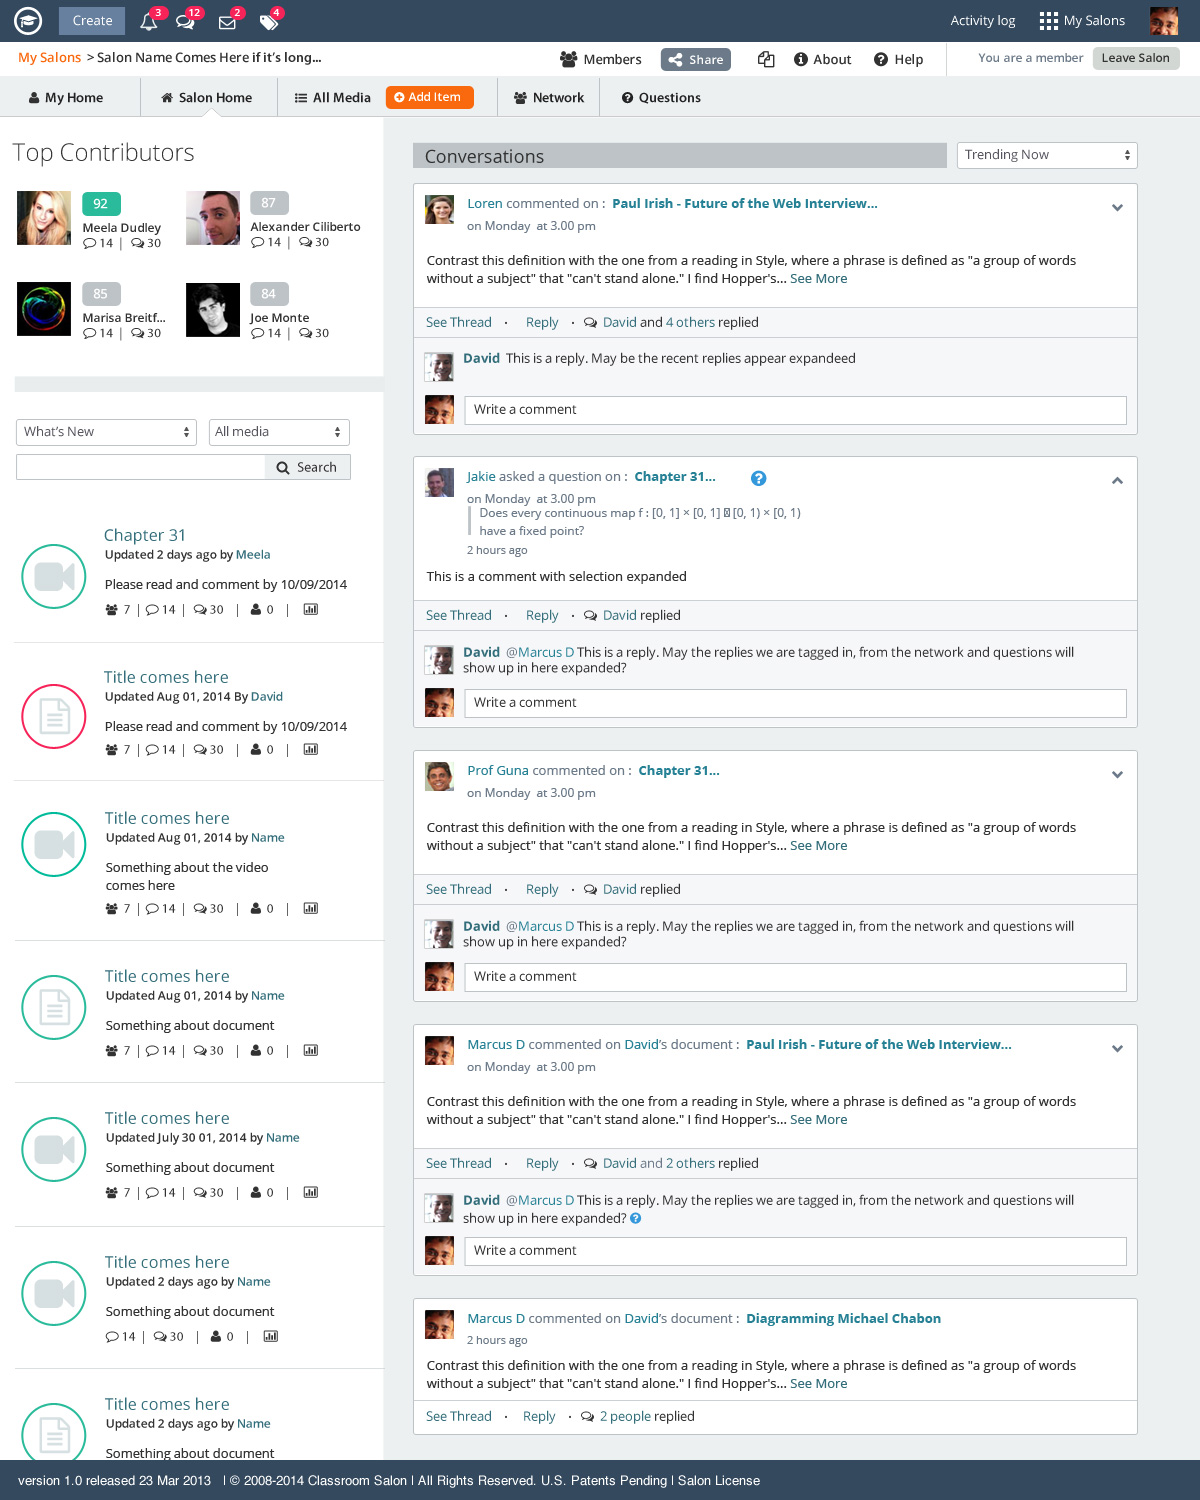 Create 3 12 2 4 Activity log My Salons
My Salons > Salon Name Comes Here if it's long... Members Share About Help You are a member Leave Salon
My Home Salon Home All Media Add Item Network Questions
Top Contributors
92
Meela Dudley
14 | 30
87
Alexander Ciliberto
14 | 30
85
Marisa Breitf...
14 | 30
84
Joe Monte
14 | 30
What's New All media
Search
Chapter 31
Updated 2 days ago by Meela
Please read and comment by 10/09/2014
7 | 14 | 30 | 0 |
Title comes here
Updated Aug 01, 2014 By David
Please read and comment by 10/09/2014
7 | 14 | 30 | 0 |
Title comes here
Updated Aug 01, 2014 by Name
Something about the video
comes here
7 | 14 | 30 | 0 |
Title comes here
Updated Aug 01, 2014 by Name
Something about document
7 | 14 | 30 | 0 |
Title comes here
Updated July 30 01, 2014 by Name
Something about document
7 | 14 | 30 | 0 |
Title comes here
Updated 2 days ago by Name
Something about document
14 | 30 | 0 |
Title comes here
Updated 2 days ago by Name
Something about document
Conversations Trending Now
Loren commented on : Paul Irish - Future of the Web Interview...
on Monday at 3.00 pm
Contrast this definition with the one from a reading in Style, where a phrase is defined as "a group of words
without a subject" that "can't stand alone." I find Hopper's... See More
See Thread · Reply · David and 4 others replied
David This is a reply. May be the recent replies appear expandeed
Write a comment
Jakie asked a question on : Chapter 31... ?
on Monday at 3.00 pm
Does every continuous map f : [0, 1] × [0, 1] [0, 1) × [0, 1)
have a fixed point?
2 hours ago
This is a comment with selection expanded
See Thread · Reply · David replied
David @Marcus D This is a reply. May the replies we are tagged in, from the network and questions will
show up in here expanded?
Write a comment
Prof Guna commented on : Chapter 31...
on Monday at 3.00 pm
Contrast this definition with the one from a reading in Style, where a phrase is defined as "a group of words
without a subject" that "can't stand alone." I find Hopper's... See More
See Thread · Reply · David replied
David @Marcus D This is a reply. May the replies we are tagged in, from the network and questions will
show up in here expanded?
Write a comment
Marcus D commented on David's document : Paul Irish - Future of the Web Interview...
on Monday at 3.00 pm
Contrast this definition with the one from a reading in Style, where a phrase is defined as "a group of words
without a subject" that "can't stand alone." I find Hopper's... See More
See Thread · Reply · David and 2 others replied
David @Marcus D This is a reply. May the replies we are tagged in, from the network and questions will
show up in here expanded? ?
Write a comment
Marcus D commented on David's document : Diagramming Michael Chabon
2 hours ago
Contrast this definition with the one from a reading in Style, where a phrase is defined as "a group of words
without a subject" that "can't stand alone." I find Hopper's... See More
See Thread · Reply · 2 people replied
version 1.0 released 23 Mar 2013 | © 2008-2014 Classroom Salon | All Rights Reserved. U.S. Patents Pending | Salon License